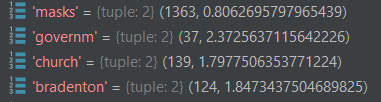 'masks' = {tuple: 2} (1363, 0.8062695797965439)
'governm' = {tuple: 2} (37, 2.3725637115642226)
'church' = {tuple: 2} (139, 1.7977506353771224)
'bradenton' = {tuple: 2} (124, 1.8473437504689825)